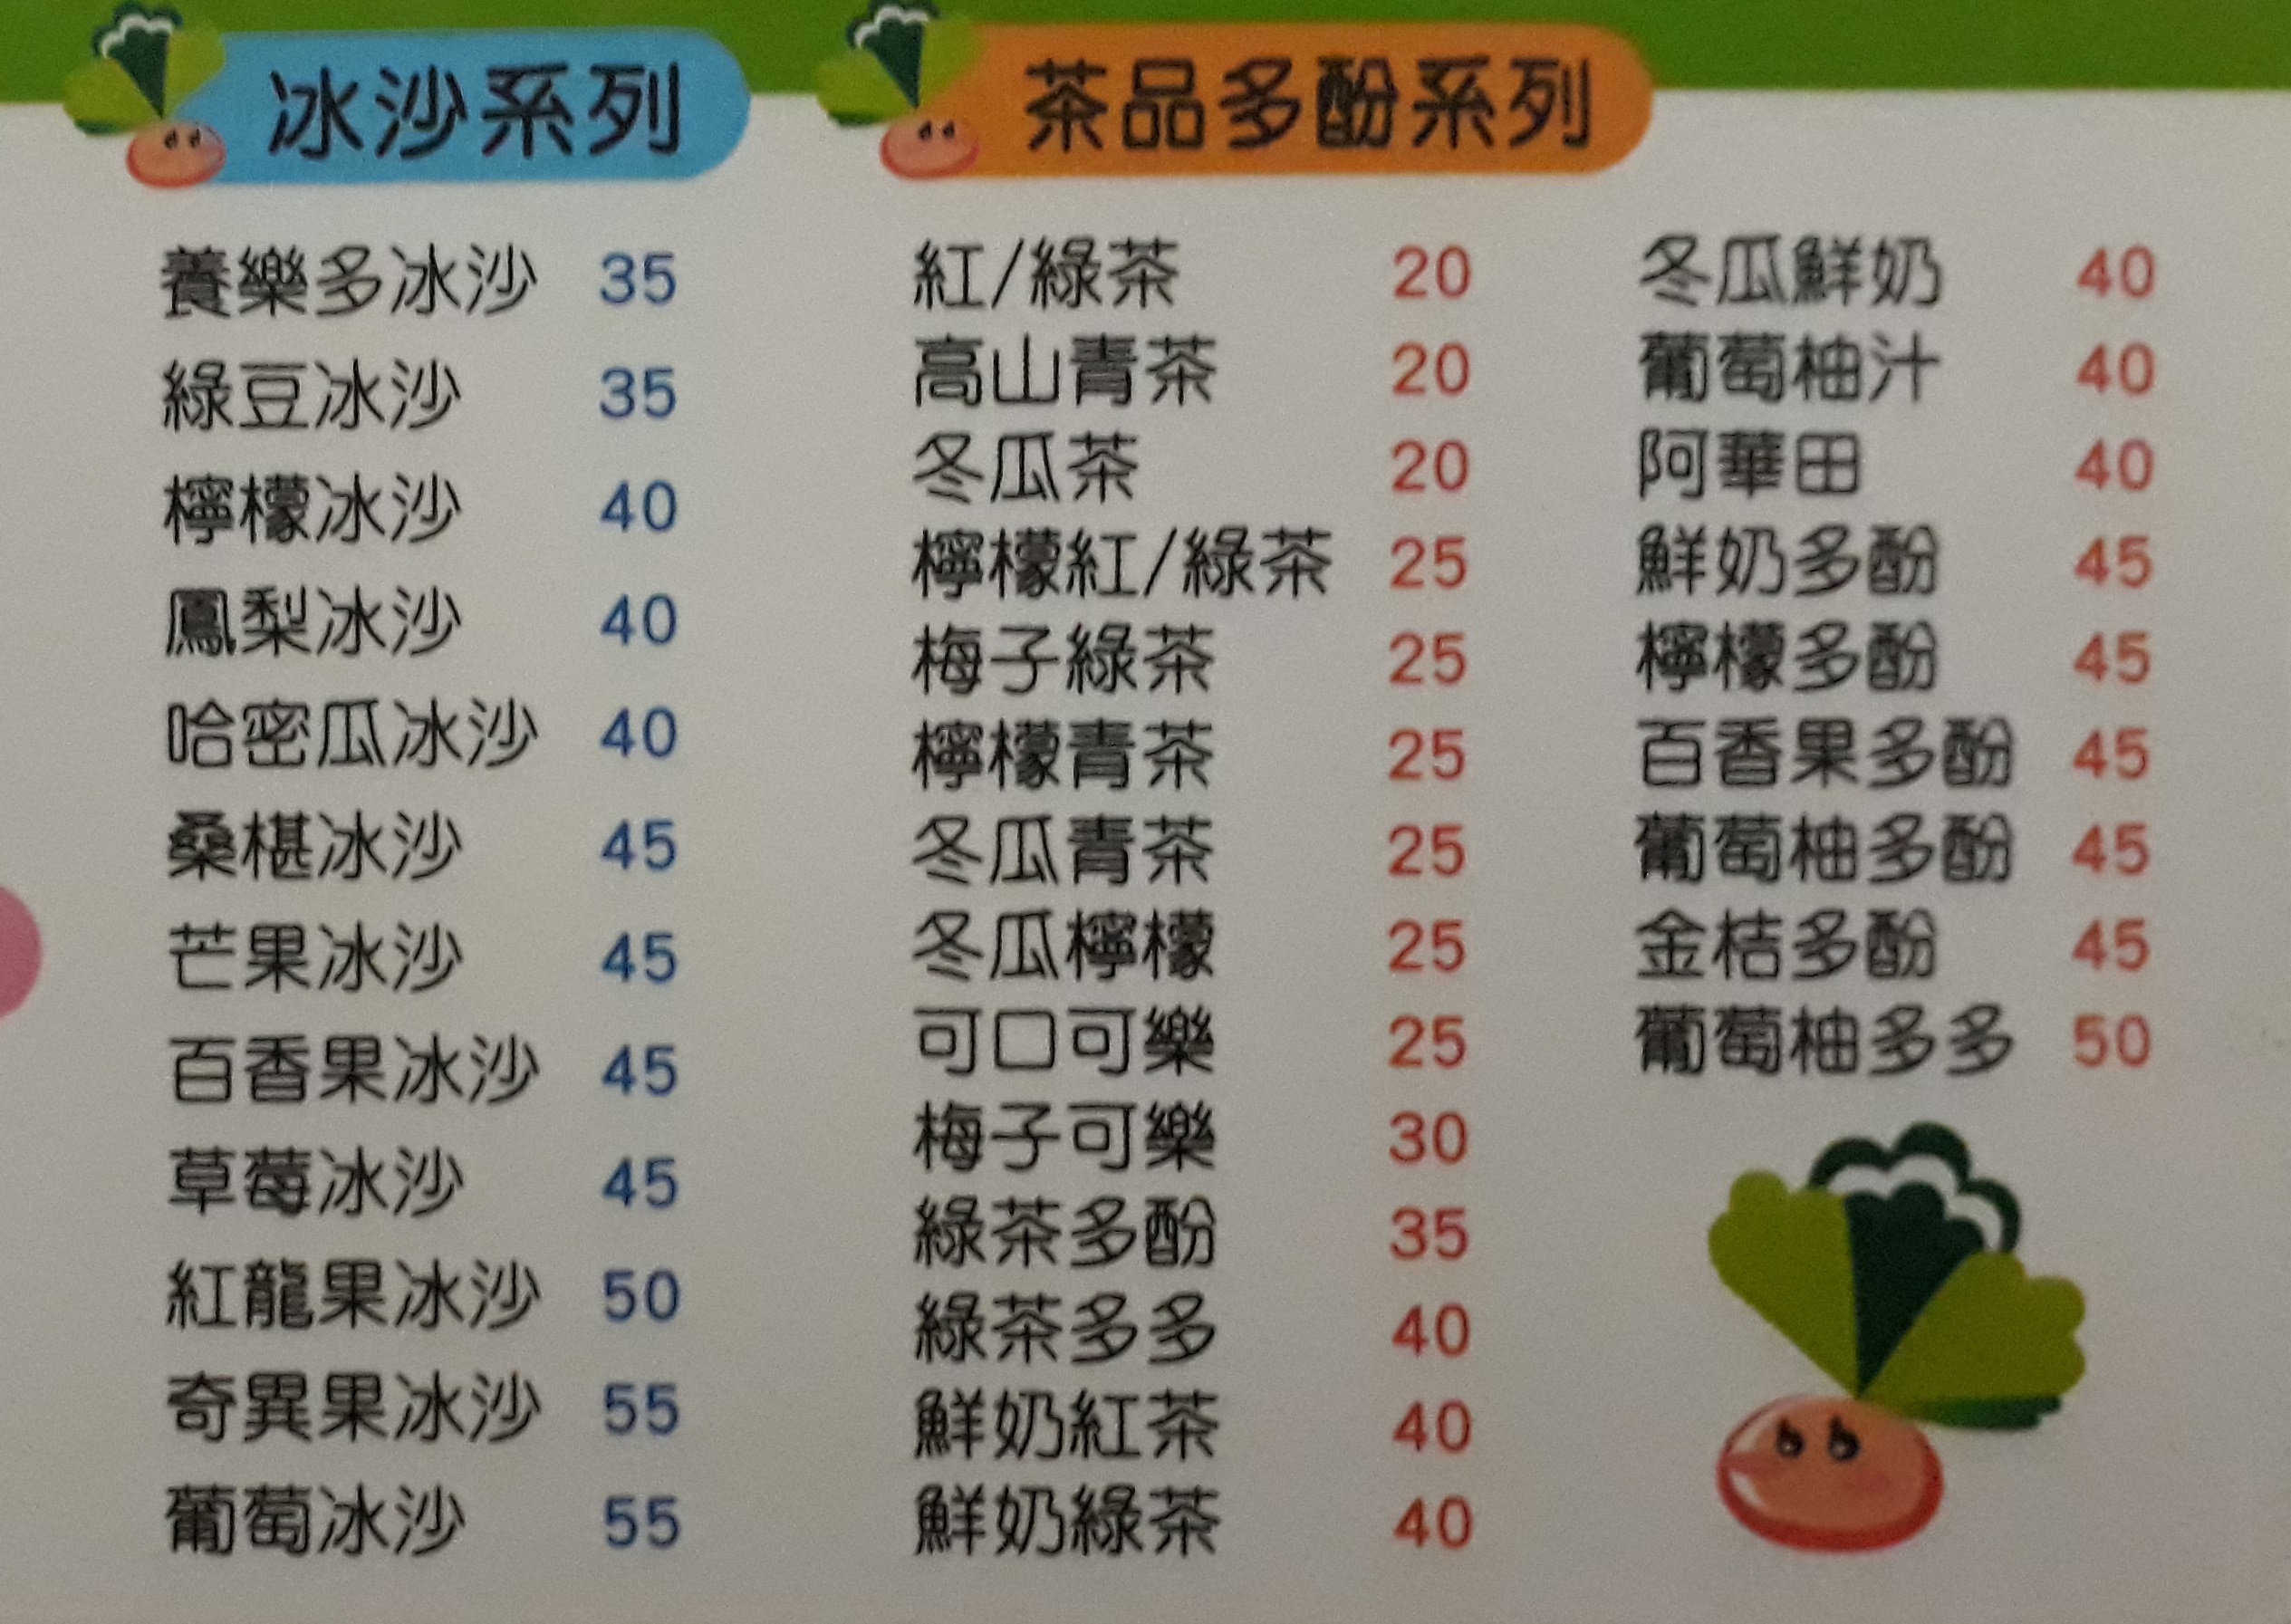 冰沙系列
養樂多冰沙 35
綠豆冰沙 35
檸檬冰沙 40
鳳梨冰沙 40
哈密瓜冰沙 40
桑椹冰沙 45
芒果冰沙 45
百香果冰沙 45
草莓冰沙 45
紅龍果冰沙 50
奇異果冰沙 55
葡萄冰沙 55
茶品多酚系列
紅/綠茶 20
高山青茶 20
冬瓜茶 20
檸檬紅/綠茶 25
梅子綠茶 25
檸檬青茶 25
冬瓜青茶 25
冬瓜檸檬 25
可口可樂 25
梅子可樂 30
綠茶多酚 35
綠茶多多 40
鮮奶紅茶 40
鮮奶綠茶 40
冬瓜鮮奶 40
葡萄柚汁 40
阿華田 40
鮮奶多酚 45
檸檬多酚 45
百香果多酚 45
葡萄柚多酚 45
金桔多酚 45
葡萄柚多多 50